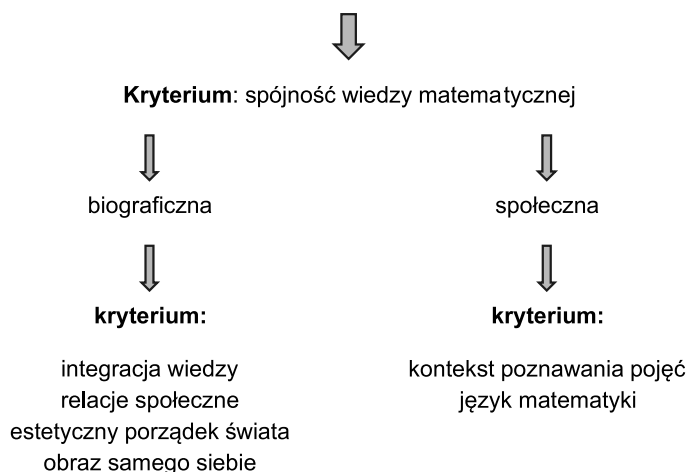 Kryterium: spójność wiedzy matematycznej
biograficzna
społeczna
kryterium:
integracja wiedzy
relacje społeczne
estetyczny porządek świata
obraz samego siebie
kryterium:
kontekst poznawania pojęć
język matematyki